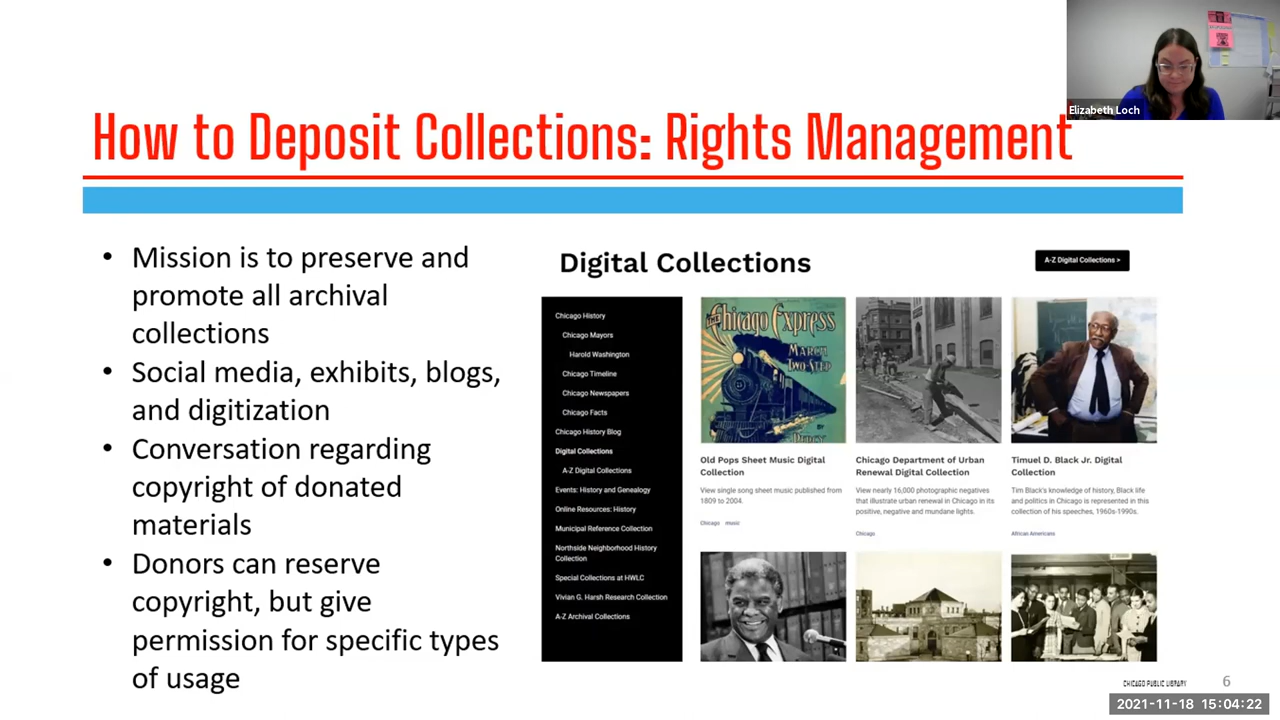 Elizabeth Loch
How to Deposit Collections: Rights Management
• Mission is to preserve and
promote all archival
collections
• Social media, exhibits, blogs,
and digitization
• Conversation regarding
copyright of donated
materials
• Donors can reserve
copyright, but give
permission for specific types
of usage
Digital Collections
A-Z Digital Collections >
Chicago History
Chicago Mayors
Harold Washington
Chicago Timeline
Chicago Newspapers
Chicago Facts
Chicago History Blog
Digital Collections
A-Z Digital Collections
Events: History and Genealogy
Online Resources: History
Municipal Reference Collection
Northside Neighborhood History
Collection
Special Collections at HWLC
Vivian G. Harsh Research Collection
A-Z Archival Collections
Chicago Express
MARCH
TWO-STEP
PERCY
Old Pops Sheet Music Digital
Collection
View single song sheet music published from
1809 to 2004.
Chicago music
Chicago Department of Urban
Renewal Digital Collection
View nearly 16,000 photographic negatives
that illustrate urban renewal in Chicago in its
positive, negative and mundane lights.
Chicago
Timuel D. Black Jr. Digital
Collection
Tim Black's knowledge of history, Black life
and politics in Chicago is represented in this
collection of his speeches, 1960s-1990s.
African Americans
CHICAGO PUBLIC LIBRARY
6
2021-11-18 15:04:22